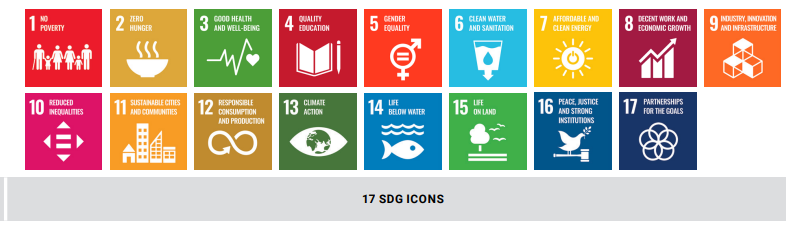 1 NO
POVERTY
2 ZERO
HUNGER
3 GOOD HEALTH
AND WELL-BEING
4 QUALITY
EDUCATION
5 GENDER
EQUALITY
6 CLEAN WATER
AND SANITATION
7 AFFORDABLE AND
CLEAN ENERGY
8 DECENT WORK AND
ECONOMIC GROWTH
9 INDUSTRY, INNOVATION
AND INFRASTRUCTURE
10 REDUCED
INEQUALITIES
11 SUSTAINABLE CITIES
AND COMMUNITIES
12 RESPONSIBLE
CONSUMPTION
AND PRODUCTION
13 CLIMATE
ACTION
14 LIFE
BELOW WATER
15 LIFE
ON LAND
16 PEACE, JUSTICE
AND STRONG
INSTITUTIONS
17 PARTNERSHIPS
FOR THE GOALS
17 SDG ICONS